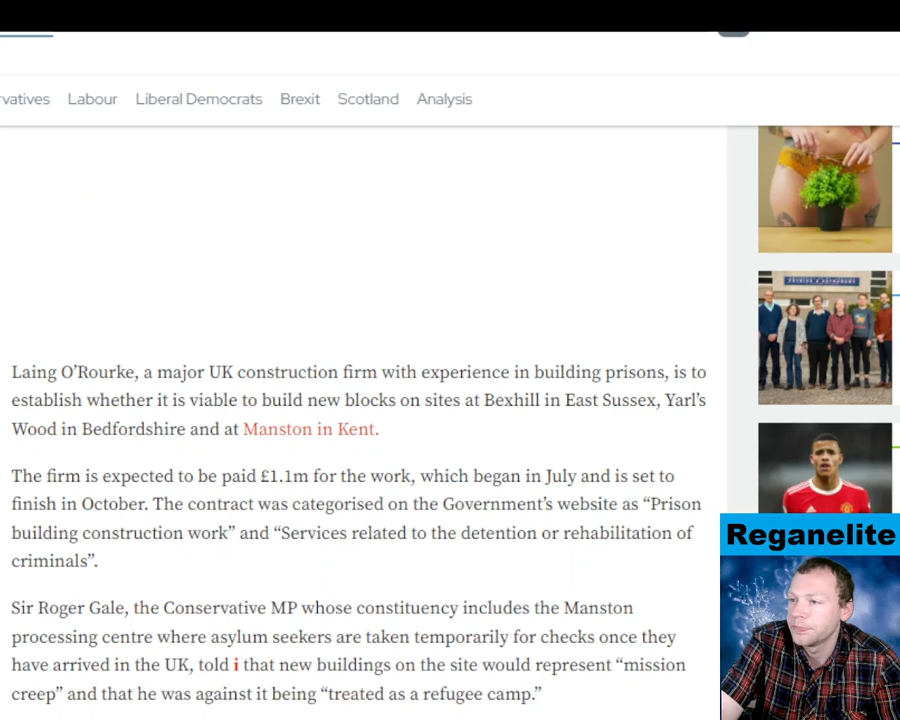 rvatives Labour Liberal Democrats Brexit Scotland Analysis
Laing O’Rourke, a major UK construction firm with experience in building prisons, is to
establish whether it is viable to build new blocks on sites at Bexhill in East Sussex, Yarl’s
Wood in Bedfordshire and at Manston in Kent.
The firm is expected to be paid £1.1m for the work, which began in July and is set to
finish in October. The contract was categorised on the Government’s website as “Prison
building construction work” and “Services related to the detention or rehabilitation of
criminals”.
Sir Roger Gale, the Conservative MP whose constituency includes the Manston
processing centre where asylum seekers are taken temporarily for checks once they
have arrived in the UK, told i that new buildings on the site would represent “mission
creep” and that he was against it being “treated as a refugee camp.”
Reganelite